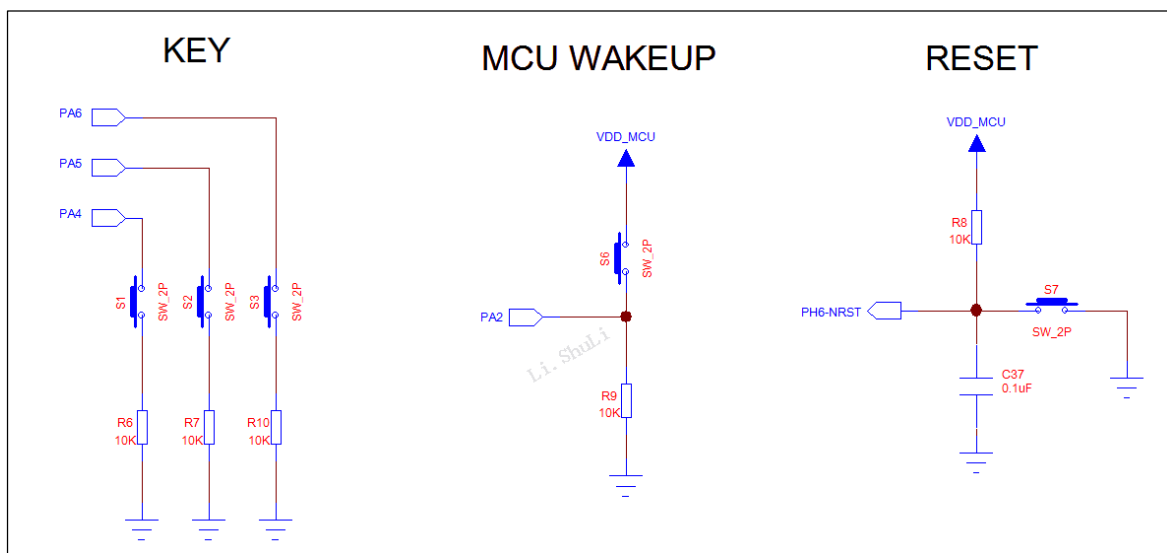 KEY
PA6
PA5
PA4
S1
SW_2P
S2
SW_2P
S3
SW_2P
R6
10K
R7
10K
R10
10K
MCU WAKEUP
VDD_MCU
S6
SW_2P
PA2
Li.ShuLi
R9
10K
RESET
VDD_MCU
R8
10K
S7
PH6-NRST
SW_2P
C37
0.1uF